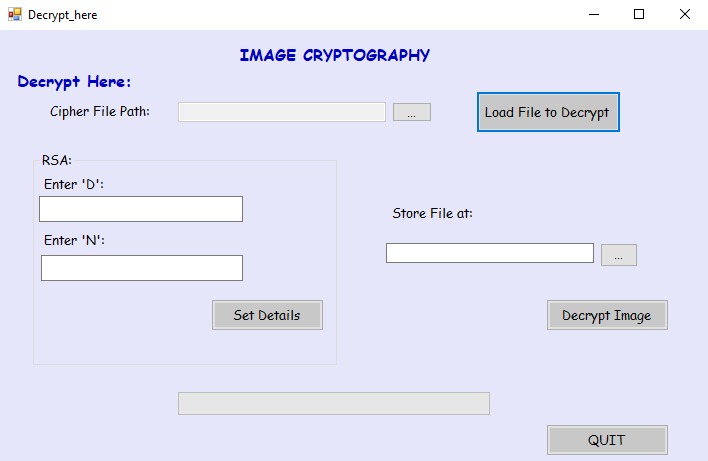 Decrypt_here
IMAGE CRYPTOGRAPHY
Decrypt Here:
Cipher File Path:
...
Load File to Decrypt
RSA:
Enter 'D':
Enter 'N':
Set Details
Store File at:
...
Decrypt Image
QUIT